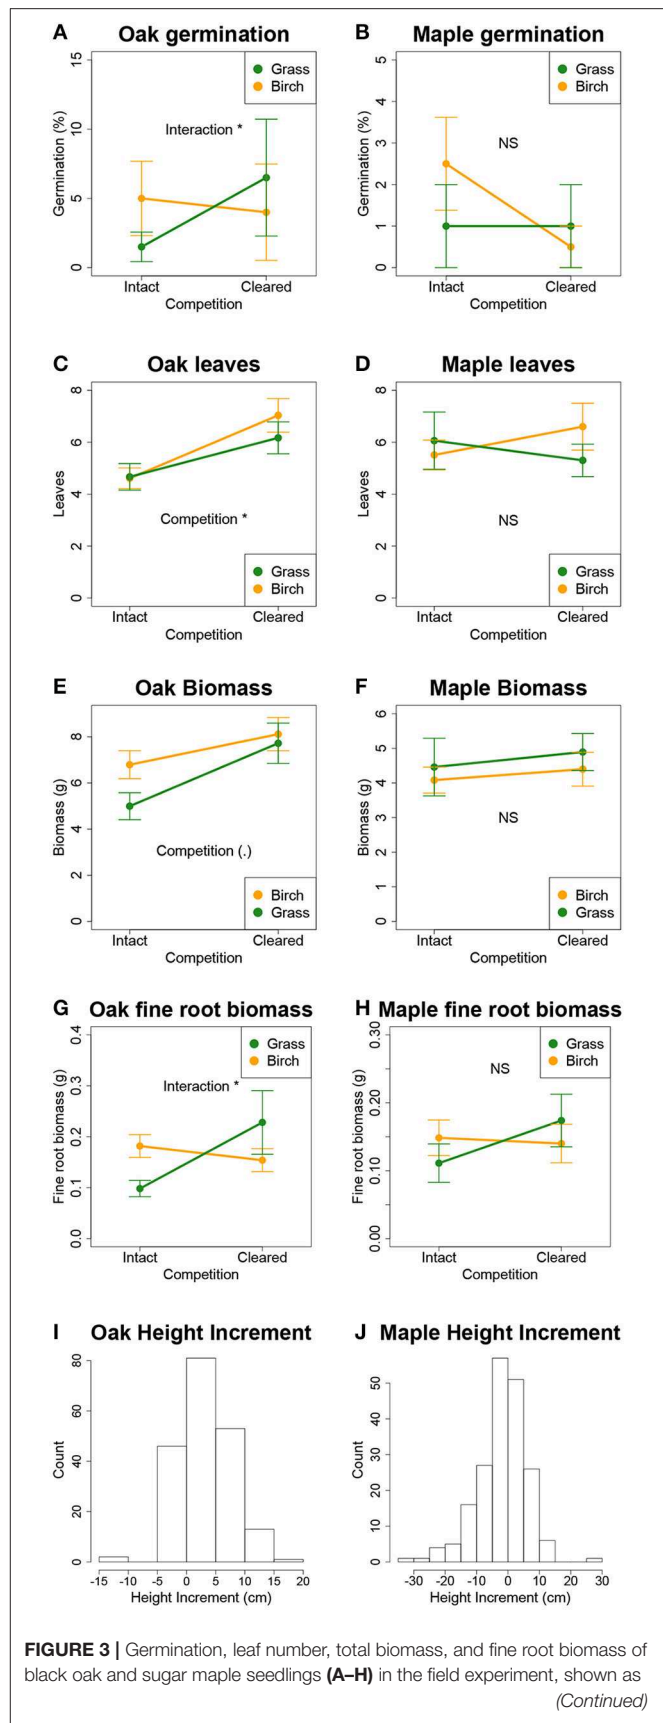 A Oak germination
Germination (%)
15
10
5
0
Grass
Birch
Interaction *
Intact Cleared
Competition
B Maple germination
Germination (%)
5
4
3
2
1
0
Grass
Birch
NS
Intact Cleared
Competition
C Oak leaves
Leaves
8
6
4
2
0
Competition *
Grass
Birch
Intact Cleared
Competition
D Maple leaves
Leaves
8
6
4
2
0
NS
Grass
Birch
Intact Cleared
Competition
E Oak Biomass
Biomass (g)
8
6
4
2
0
Competition (.)
Birch
Grass
Intact Cleared
Competition
F Maple Biomass
Biomass (g)
6
5
4
3
2
1
0
NS
Birch
Grass
Intact Cleared
Competition
G Oak fine root biomass
Fine root biomass (g)
0.4
0.3
0.2
0.1
0.0
Grass
Birch
Interaction *
Intact Cleared
Competition
H Maple fine root biomass
Fine root biomass (g)
0.30
0.20
0.10
0.00
Grass
Birch
NS
Intact Cleared
Competition
I Oak Height Increment
Count
80
60
40
20
0
-15 -10 -5 0 5 10 15 20
Height Increment (cm)
J Maple Height Increment
Count
50
40
30
20
10
0
-30 -20 -10 0 10 20 30
Height Increment (cm)
FIGURE 3 | Germination, leaf number, total biomass, and fine root biomass of
black oak and sugar maple seedlings (A–H) in the field experiment, shown as
(Continued)